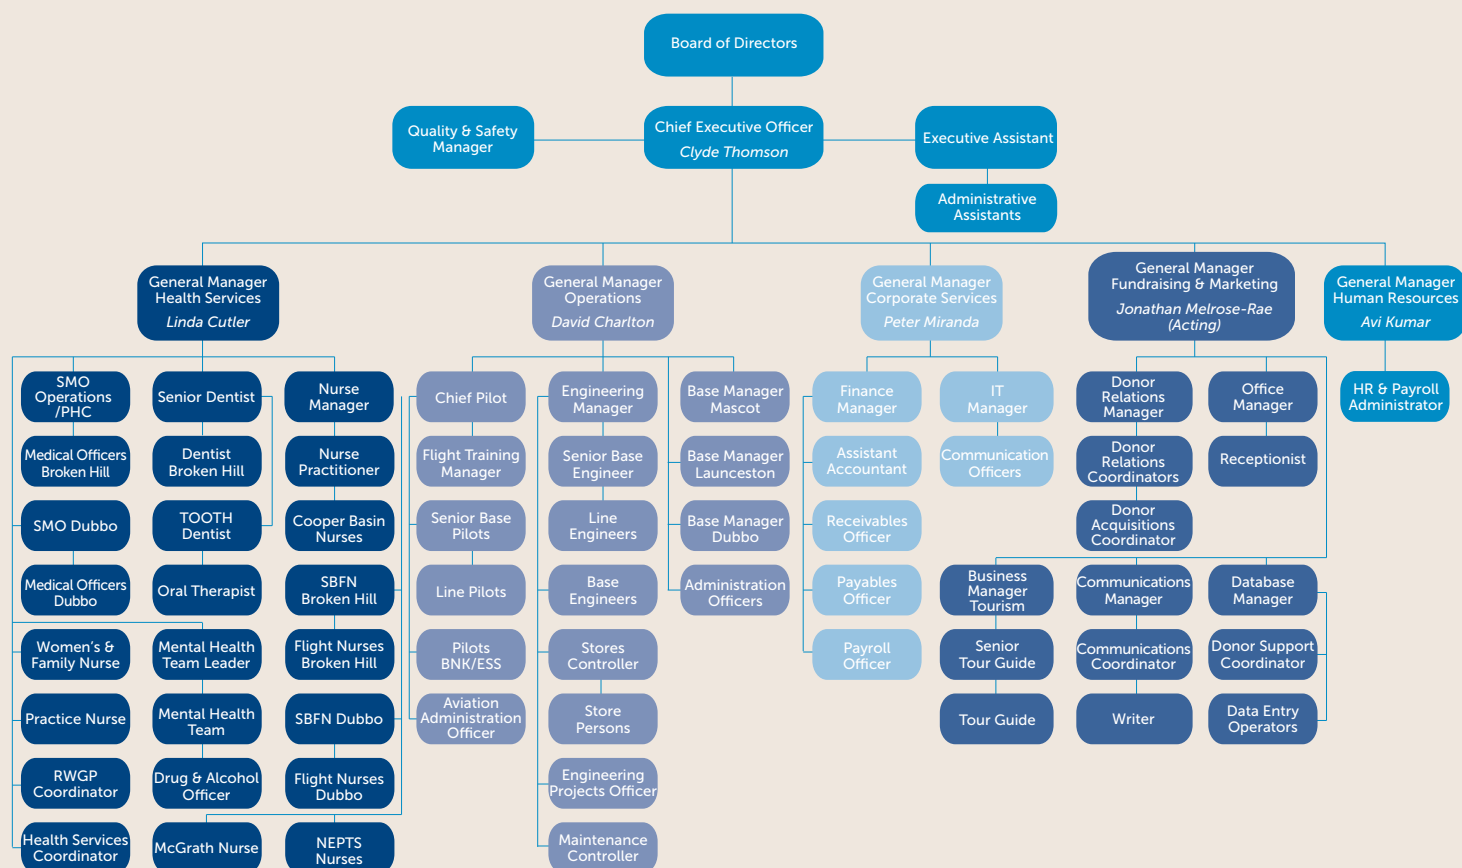 Board of Directors
Quality & Safety
Manager
Chief Executive Officer
Clyde Thomson
Executive Assistant
Administrative
Assistants
General Manager
Health Services
Linda Cutler
General Manager
Operations
David Charlton
General Manager
Corporate Services
Peter Miranda
General Manager
Fundraising & Marketing
Jonathan Melrose-Rae
(Acting)
General Manager
Human Resources
Avi Kumar
SMO
Operations
/PHC
Medical Officers
Broken Hill
SMO Dubbo
Medical Officers
Dubbo
Women's &
Family Nurse
Practice Nurse
RWGP
Coordinator
Health Services
Coordinator
Senior Dentist
Dentist
Broken Hill
TOOTH
Dentist
Oral Therapist
Mental Health
Team Leader
Mental Health
Team
Drug & Alcohol
Officer
McGrath Nurse
Nurse
Manager
Nurse
Practitioner
Cooper Basin
Nurses
SBFN
Broken Hill
Flight Nurses
Broken Hill
SBFN Dubbo
Flight Nurses
Dubbo
NEPTS
Nurses
Chief Pilot
Flight Training
Manager
Senior Base
Pilots
Line Pilots
Pilots
BNK/ESS
Aviation
Administration
Officer
Engineering
Manager
Senior Base
Engineer
Line
Engineers
Base
Engineers
Stores
Controller
Store
Persons
Engineering
Projects Officer
Maintenance
Controller
Base Manager
Mascot
Base Manager
Launceston
Base Manager
Dubbo
Administration
Officers
Finance
Manager
Assistant
Accountant
Receivables
Officer
Payables
Officer
Payroll
Officer
IT
Manager
Communication
Officers
Donor
Relations
Manager
Donor
Relations
Coordinators
Donor
Acquisitions
Coordinator
Office
Manager
Receptionist
Business
Manager
Tourism
Senior
Tour Guide
Tour Guide
Communications
Manager
Communications
Coordinator
Writer
Database
Manager
Donor Support
Coordinator
Data Entry
Operators
HR & Payroll
Administrator